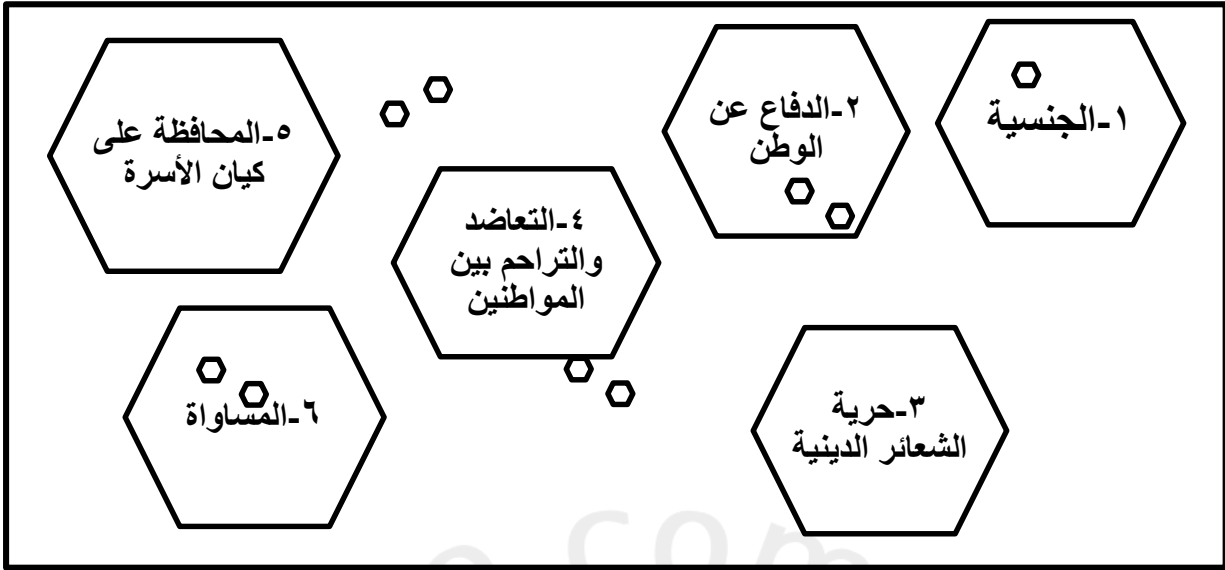 ١-الجنسية
٢-الدفاع عن
الوطن
٣-حرية
الشعائر الدينية
٤-التعاضد
والتراحم بين
المواطنين
٥-المحافظة على
كيان الأسرة
٦-المساواة